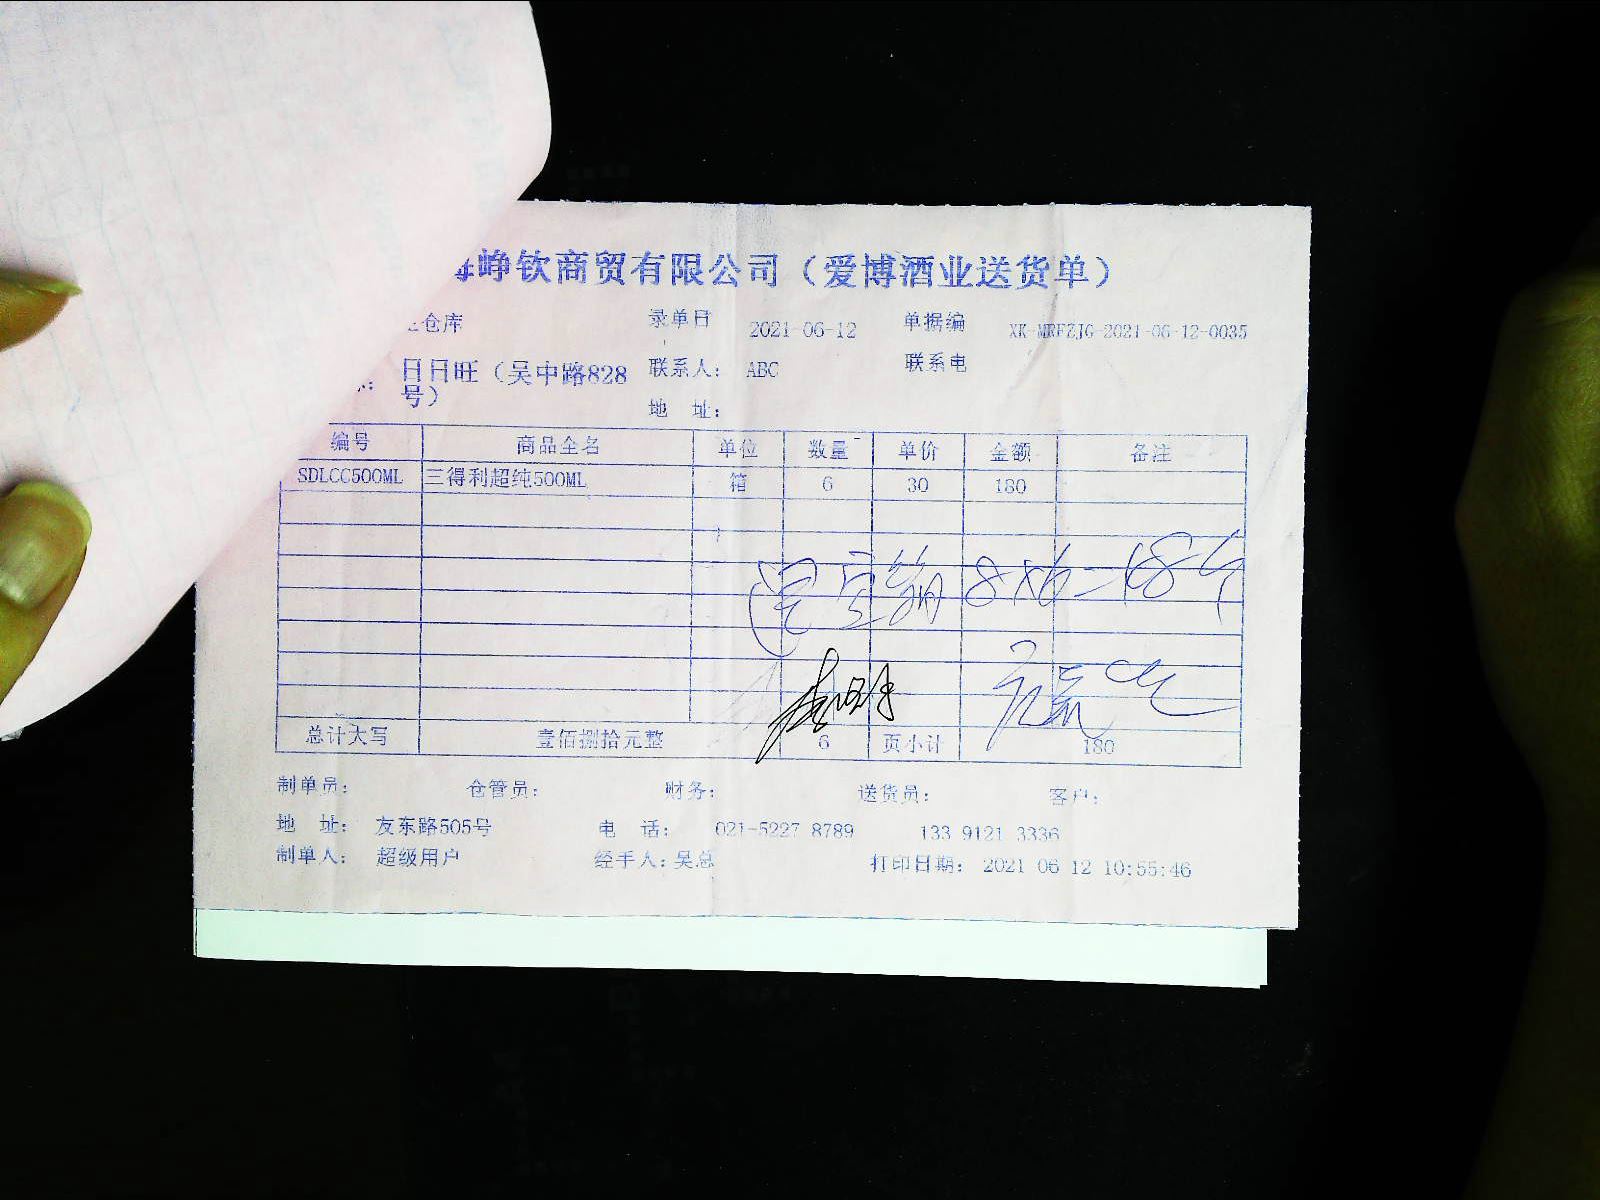 峥钦商贸有限公司（爱博酒业送货单）
仓库 录单日 2021-06-12 单据编 XK-MRFZJG-2021-06-12-0035
日日旺（吴中路828 联系人： ABC 联系电
号）
地 址：
编号 商品全名 单位 数量 单价 金额 备注
SDLCC500ML 三得利超纯500ML 箱 6 30 180
总计大写 壹佰捌拾元整 6 页小计 180
制单员： 仓管员： 财务： 送货员： 客户：
地 址： 友东路505号 电 话： 021-5227 8789 133 9121 3336
制单人： 超级用户 经手人：吴总 打印日期： 2021 06 12 10:55:46